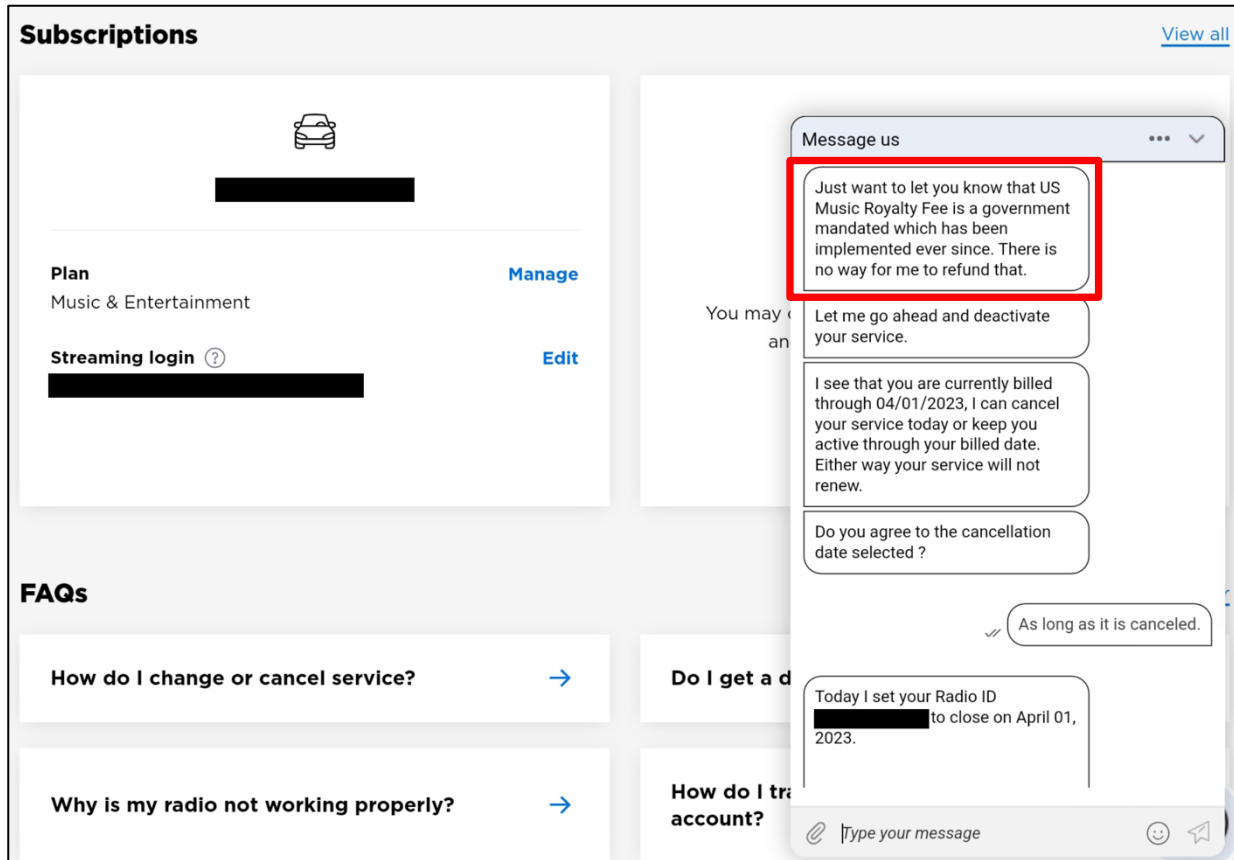 Subscriptions
View all
Plan
Manage
Music & Entertainment
Streaming login ?
Edit
You may
an
FAQs
How do I change or cancel service?
Do I get a d
Why is my radio not working properly?
How do I tra
account?
Message us
Just want to let you know that US
Music Royalty Fee is a government
mandated which has been
implemented ever since. There is
no way for me to refund that.
Let me go ahead and deactivate
your service.
I see that you are currently billed
through 04/01/2023, I can cancel
your service today or keep you
active through your billed date.
Either way your service will not
renew.
Do you agree to the cancellation
date selected ?
As long as it is canceled.
Today I set your Radio ID
to close on April 01,
2023.
Type your message